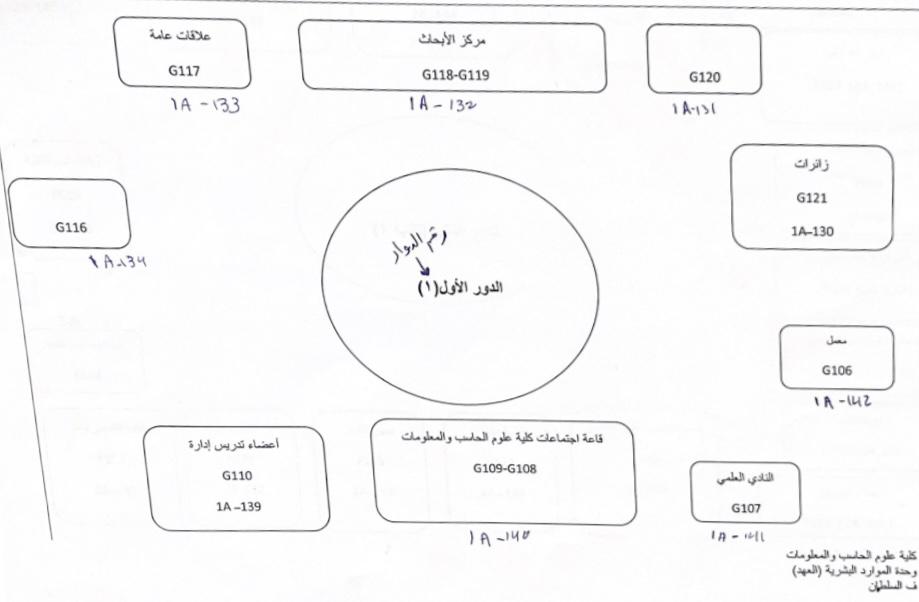 علاقات عامة
G117
1A-133
مركز الأبحاث
G118-G119
1A-132
G120
1A-131
زائرات
G121
1A–130
G116
1A-134
رقم الدوار
الدور الأول(١)
معمل
G106
1A-142
أعضاء تدريس إدارة
G110
1A–139
قاعة اجتماعات كلية علوم الحاسب والمعلومات
G109-G108
1A-140
النادي العلمي
G107
1A-141
كلية علوم الحاسب والمعلومات
وحدة الموارد البشرية (العهد)
ف السلطان